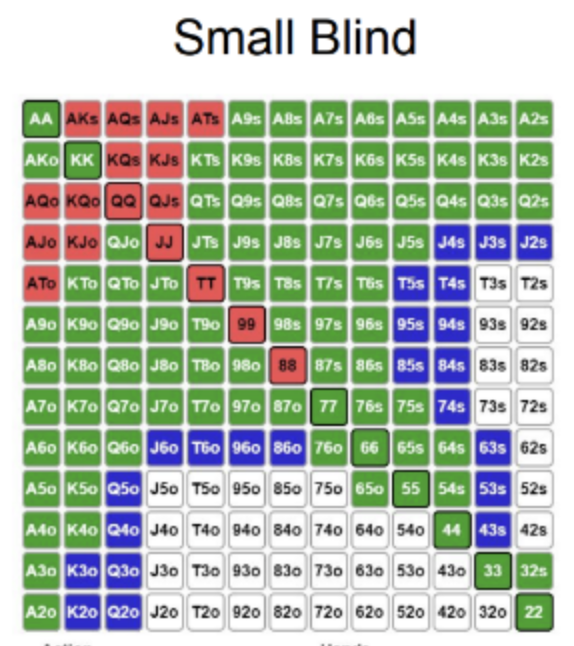 Small Blind
AA AKs AQs AJs ATs A9s A8s A7s A6s A5s A4s A3s A2s
AKo KK KQs KJs KTs K9s K8s K7s K6s K5s K4s K3s K2s
AQo KQo QQ QJs QTs Q9s Q8s Q7s Q6s Q5s Q4s Q3s Q2s
AJo KJo QJo JJ JTs J9s J8s J7s J6s J5s J4s J3s J2s
ATo KTo QTo JTo TT T9s T8s T7s T6s T5s T4s T3s T2s
A9o K9o Q9o J9o T9o 99 98s 97s 96s 95s 94s 93s 92s
A8o K8o Q8o J8o T8o 98o 88 87s 86s 85s 84s 83s 82s
A7o K7o Q7o J7o T7o 97o 87o 77 76s 75s 74s 73s 72s
A6o K6o Q6o J6o T6o 96o 86o 76o 66 65s 64s 63s 62s
A5o K5o Q5o J5o T5o 95o 85o 75o 65o 55 54s 53s 52s
A4o K4o Q4o J4o T4o 94o 84o 74o 64o 54o 44 43s 42s
A3o K3o Q3o J3o T3o 93o 83o 73o 63o 53o 43o 33 32s
A2o K2o Q2o J2o T2o 92o 82o 72o 62o 52o 42o 32o 22